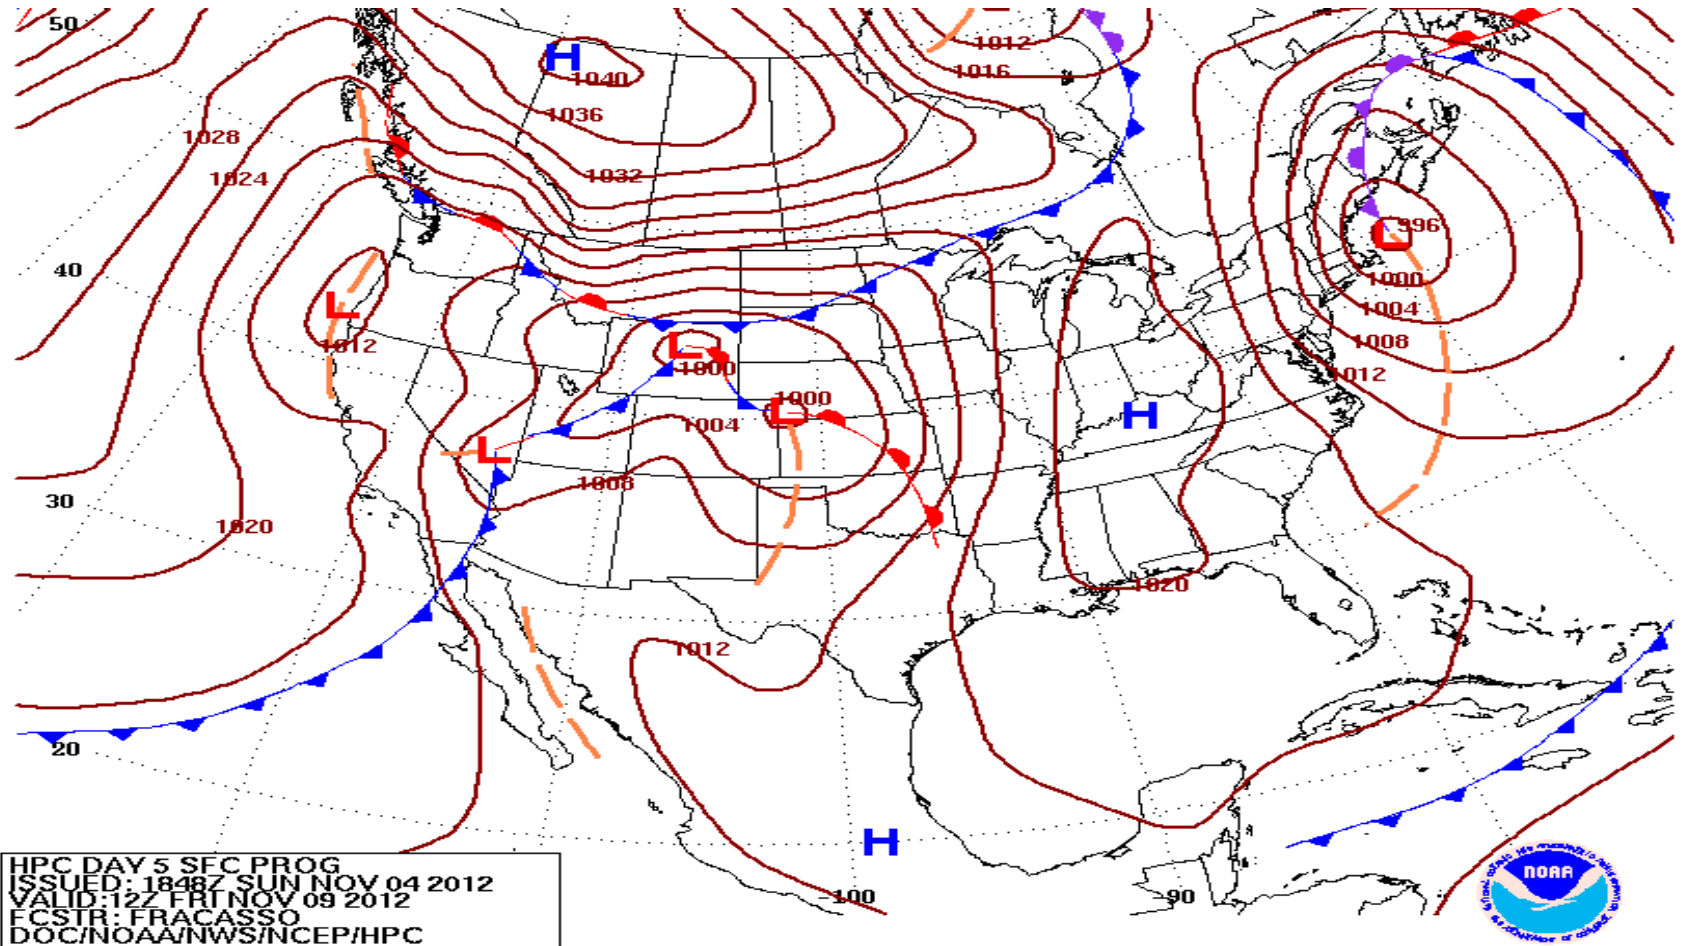 50
H
1012
1016
1040
1036
1028
1032
1024
996
L
40
1000
L
1004
1012
1008
L
1000
1012
1000
L
H
1004
L
1008
30
1020
1020
1012
20
H
-100
-90
HPC DAY 5 SFC PROG
ISSUED: 1848Z SUN NOV 04 2012
VALID:12Z FRI NOV 09 2012
FCSTR: FRACASSO
DOC/NOAA/NWS/NCEP/HPC
NOAA